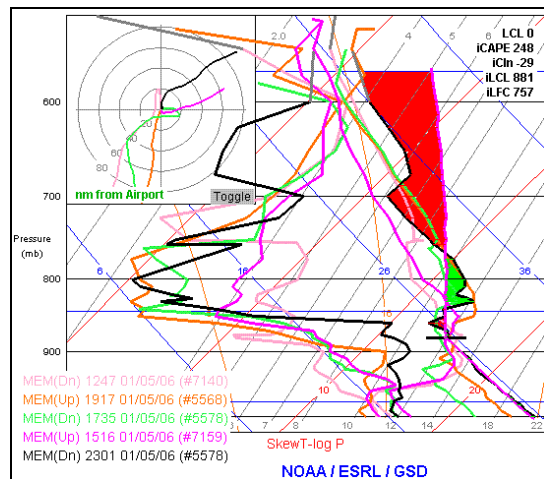 2.0
4
5
6
LCL 0
iCAPE 248
iCIn -29
iLCL 881
iLFC 757
600
20
40
60
80
nm from Airport
Toggle
700
Pressure
(mb)
6
16
26
36
800
16
900
MEM(Dn) 1247 01/05/06 (#7140)
MEM(Up) 1917 01/05/06 (#5568)
MEM(Dn) 1735 01/05/06 (#5578)
MEM(Up) 1516 01/05/06 (#7159)
MEM(Dn) 2301 01/05/06 (#5578)
10
20
7
8
10
12
14
18
22
SkewT-log P
NOAA / ESRL / GSD